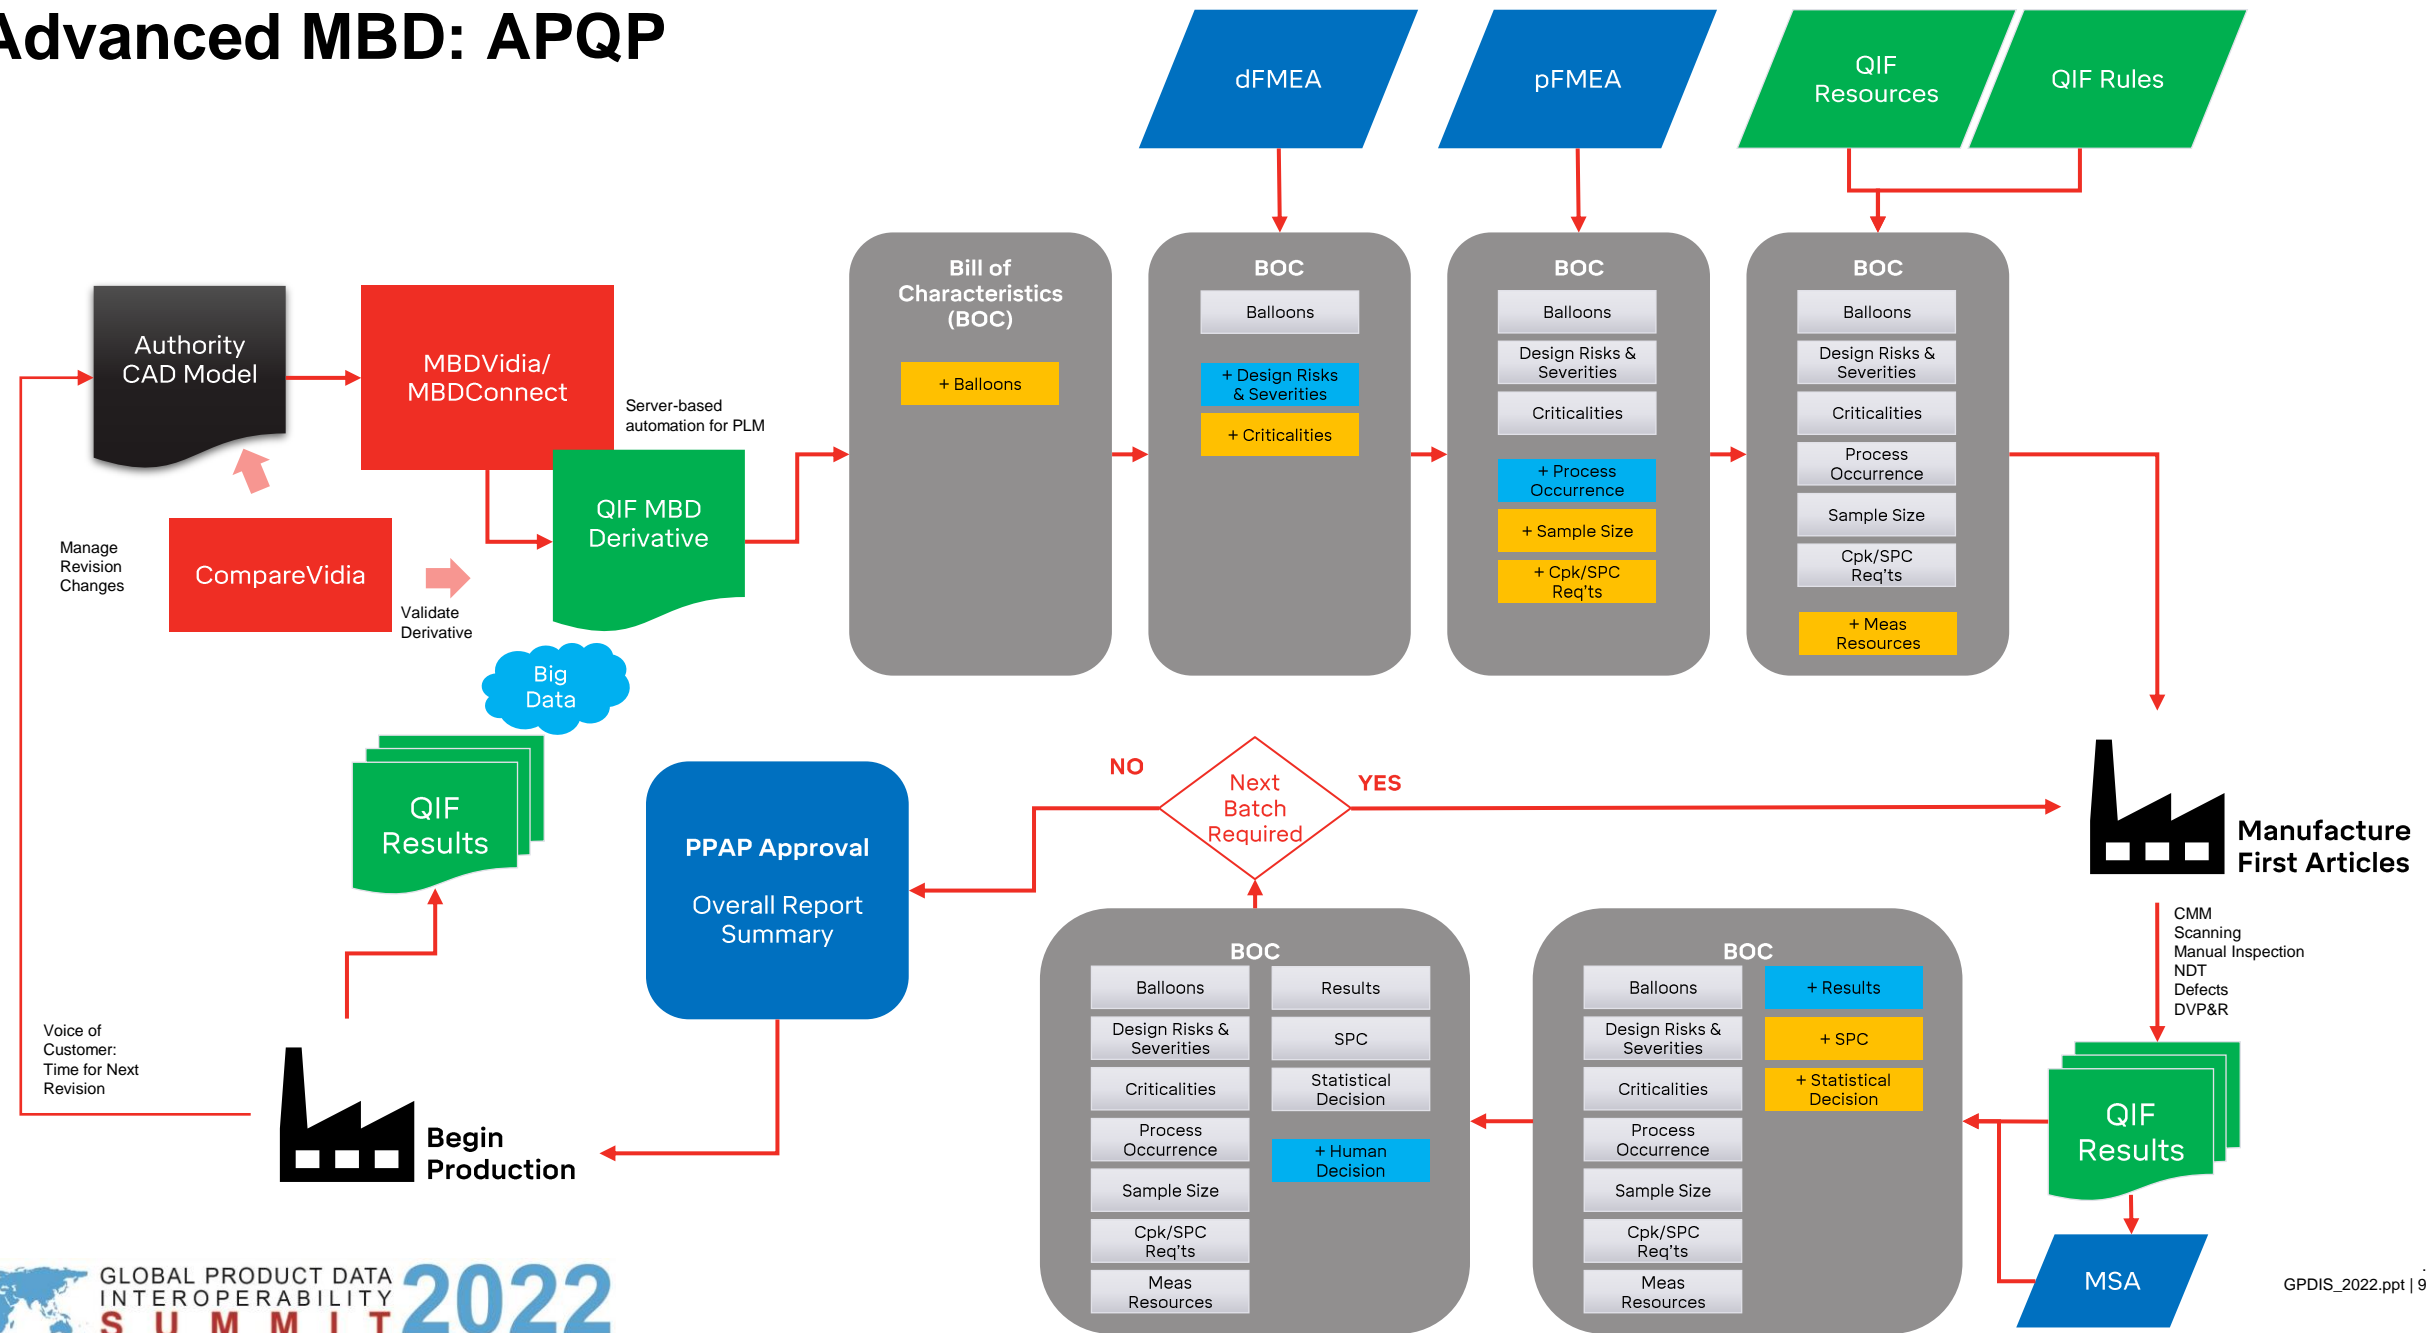 Advanced MBD: APQP
dFMEA
pFMEA
QIF
Resources
QIF Rules
Authority
CAD Model
MBDVidia/
MBDConnect
Server-based
automation for PLM
QIF MBD
Derivative
CompareVidia
Manage
Revision
Changes
Validate
Derivative
Bill of
Characteristics
(BOC)
+ Balloons
BOC
Balloons
+ Design Risks
& Severities
+ Criticalities
BOC
Balloons
Design Risks &
Severities
Criticalities
+ Process
Occurrence
+ Sample Size
+ Cpk/SPC
Req'ts
BOC
Balloons
Design Risks &
Severities
Criticalities
Process
Occurrence
Sample Size
Cpk/SPC
Req'ts
+ Meas
Resources
Big
Data
QIF
Results
PPAP Approval
Overall Report
Summary
NO
Next
Batch
Required
YES
Manufacture
First Articles
CMM
Scanning
Manual Inspection
NDT
Defects
DVP&R
QIF
Results
MSA
BOC
Balloons
Design Risks &
Severities
Criticalities
Process
Occurrence
Sample Size
Cpk/SPC
Req'ts
Meas
Resources
+ Results
+ SPC
+ Statistical
Decision
BOC
Balloons
Design Risks &
Severities
Criticalities
Process
Occurrence
Sample Size
Cpk/SPC
Req'ts
Meas
Resources
Results
SPC
Statistical
Decision
+ Human
Decision
Voice of
Customer:
Time for Next
Revision
Begin
Production
GLOBAL PRODUCT DATA
INTEROPERABILITY
SUMMIT
2022
.
GPDIS_2022.ppt | 9